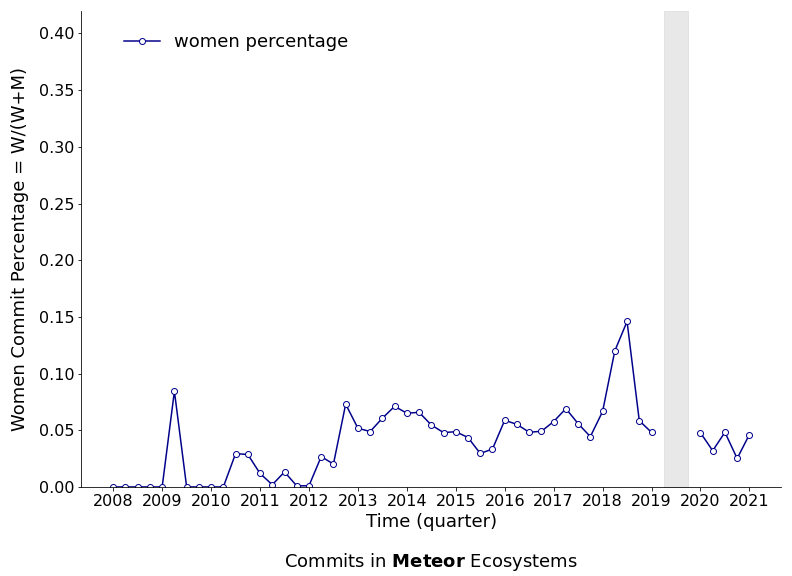 0.40
women percentage
0.35
0.30
0.25
0.20
0.15
0.10
0.05
0.00
Women Commit Percentage = W/(W+M)
2008 2009 2010 2011 2012 2013 2014 2015 2016 2017 2018 2019 2020 2021
Time (quarter)
Commits in Meteor Ecosystems